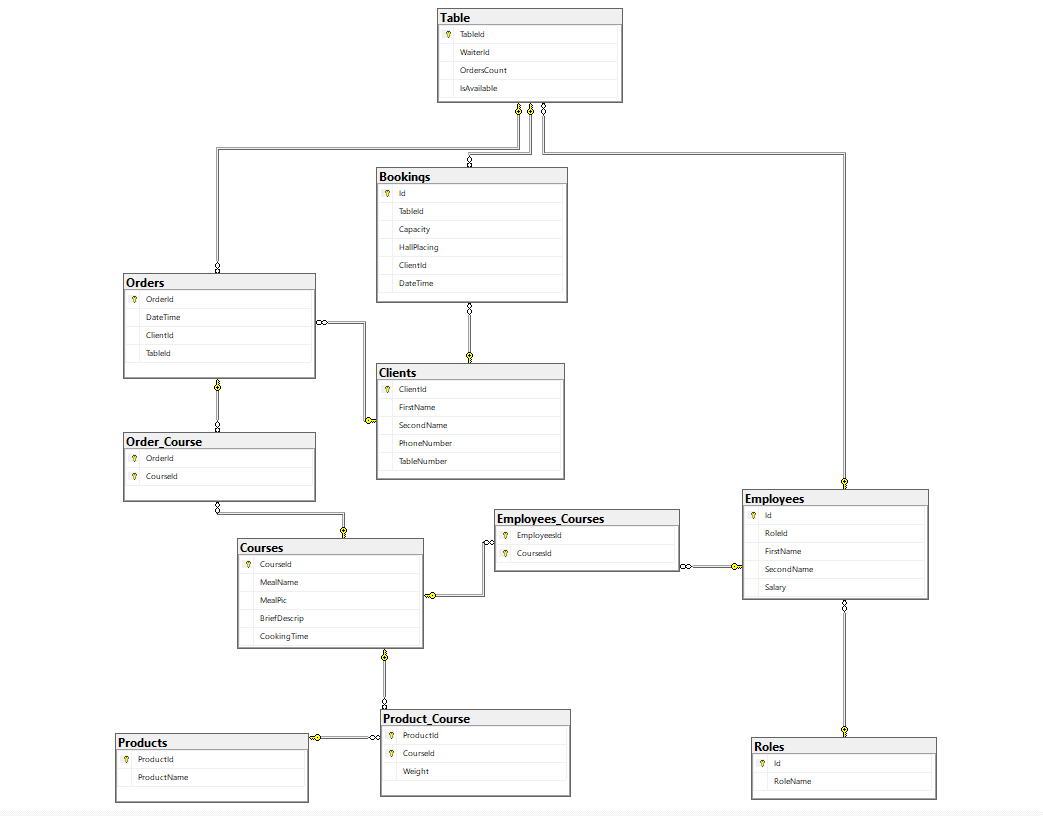 Table
TableId
WaiterId
OrdersCount
IsAvailable
Bookings
Id
TableId
Capacity
HallPlacing
ClientId
DateTime
Orders
OrderId
DateTime
ClientId
TableId
Clients
ClientId
FirstName
SecondName
PhoneNumber
TableNumber
Order_Course
OrderId
CourseId
Employees
Id
RoleId
FirstName
SecondName
Salary
Employees_Courses
EmployeesId
CoursesId
Courses
CourseId
MealName
MealPic
BriefDescrip
CookingTime
Product_Course
ProductId
CourseId
Weight
Products
ProductId
ProductName
Roles
Id
RoleName